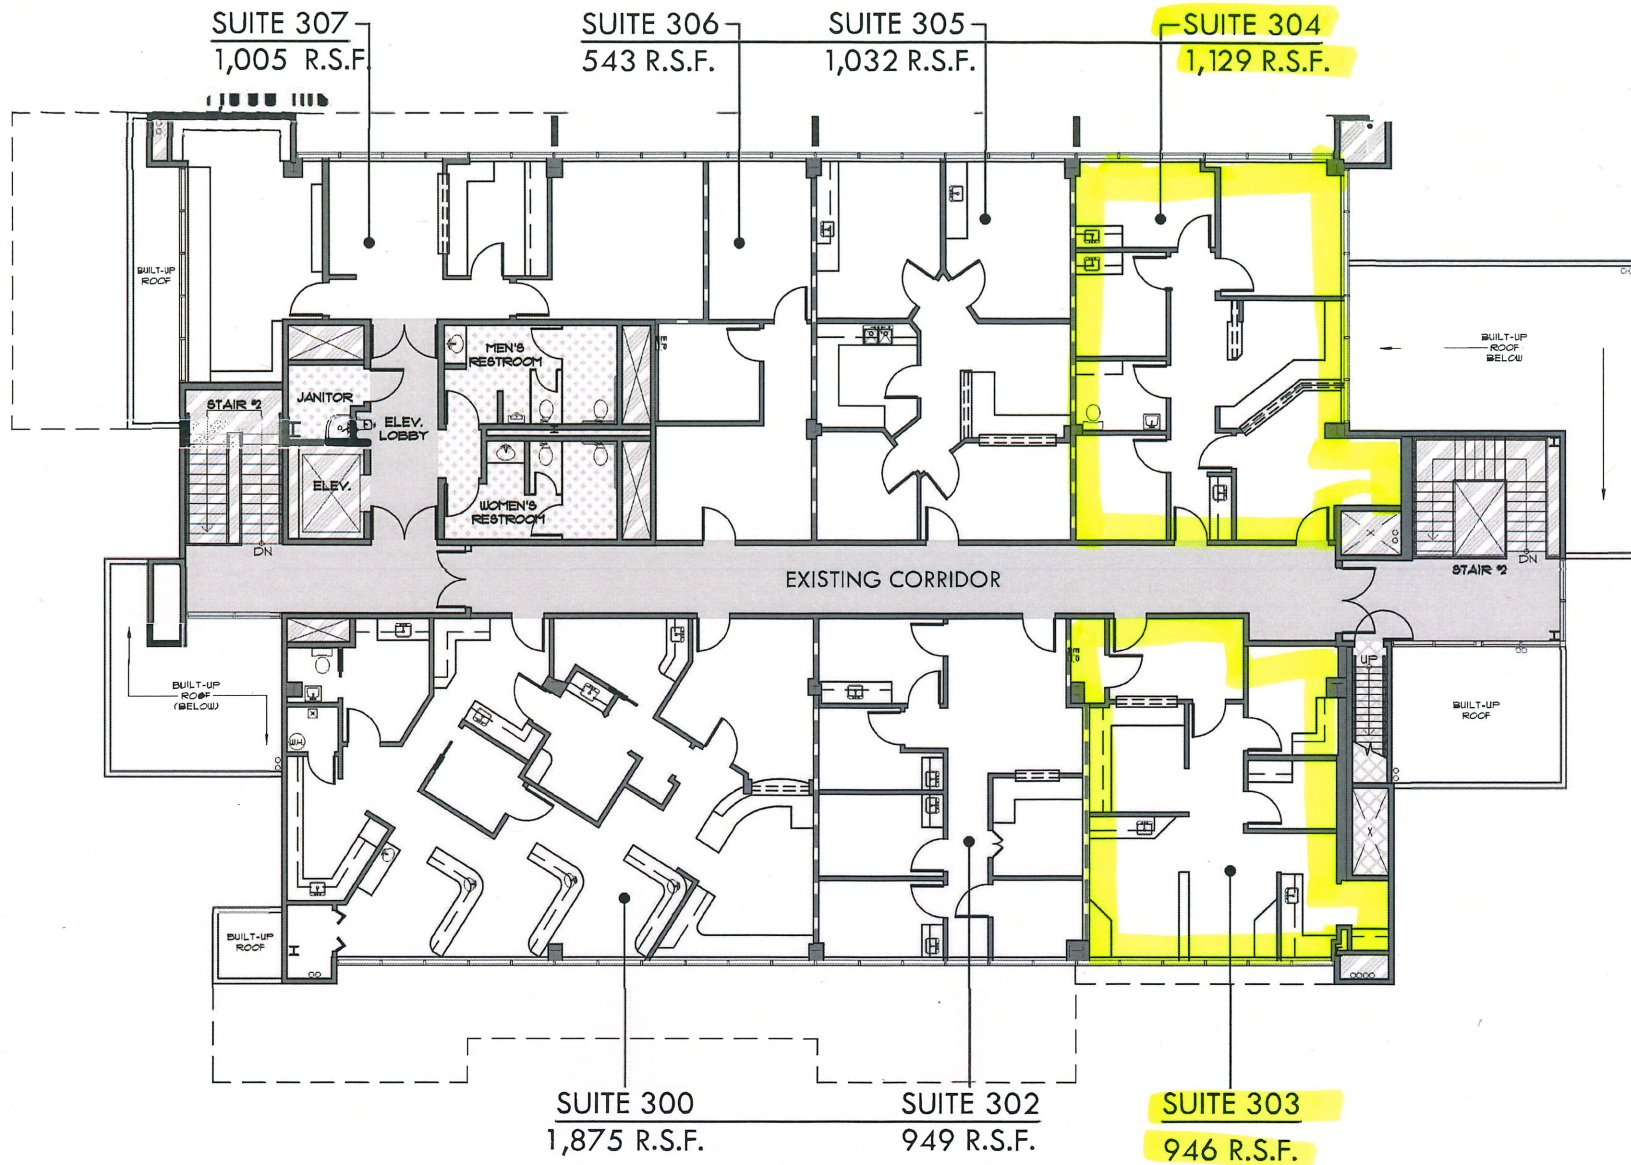 SUITE 307
1,005 R.S.F.
SUITE 306
543 R.S.F.
SUITE 305
1,032 R.S.F.
SUITE 304
1,129 R.S.F.
BUILT-UP
ROOF
BUILT-UP
ROOF
BELOW
MEN'S
RESTROOM
JANITOR
STAIR #2
ELEV.
LOBBY
ELEV.
WOMEN'S
RESTROOM
DN
EXISTING CORRIDOR
DN
STAIR #2
UP
BUILT-UP
ROOF
(BELOW)
BUILT-UP
ROOF
WH
BUILT-UP
ROOF
SUITE 300
1,875 R.S.F.
SUITE 302
949 R.S.F.
SUITE 303
946 R.S.F.